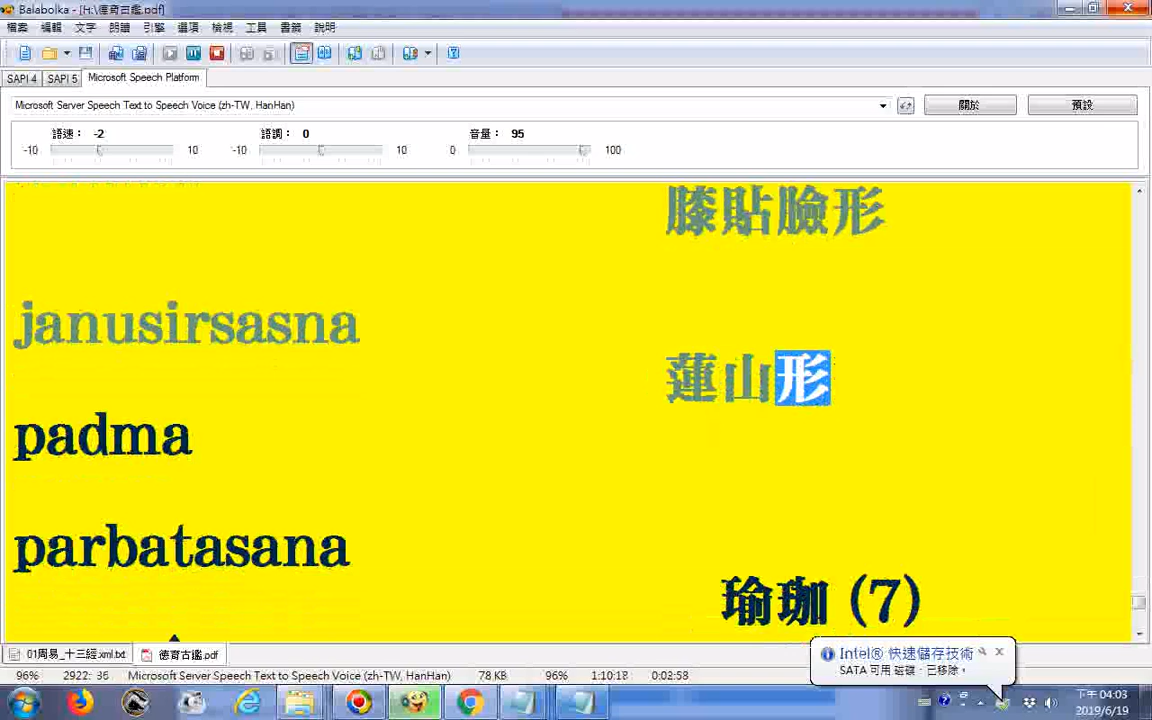 Balabolka - [H:\德育古鑑.pdf]
檔案 編輯 文字 朗讀 引擎 選項 檢視 工具 書籤 說明
SAPI 4 SAPI 5 Microsoft Speech Platform
Microsoft Server Speech Text to Speech Voice (zh-TW, HanHan)
關於 預設
語速： -2 語調： 0 音量： 95
-10 10 -10 10 0 100
膝貼臉形
janusirsasna
蓮山形
padma
parbatasana
瑜珈 (7)
Intel® 快速儲存技術
SATA 可用 磁碟: 已移除。
01周易_十三經.xml.txt 德育古鑑.pdf
96% 2922: 36 Microsoft Server Speech Text to Speech Voice (zh-TW, HanHan) 78 KB 96% 1:10:18 0:02:58
下午 04:03
2019/6/19